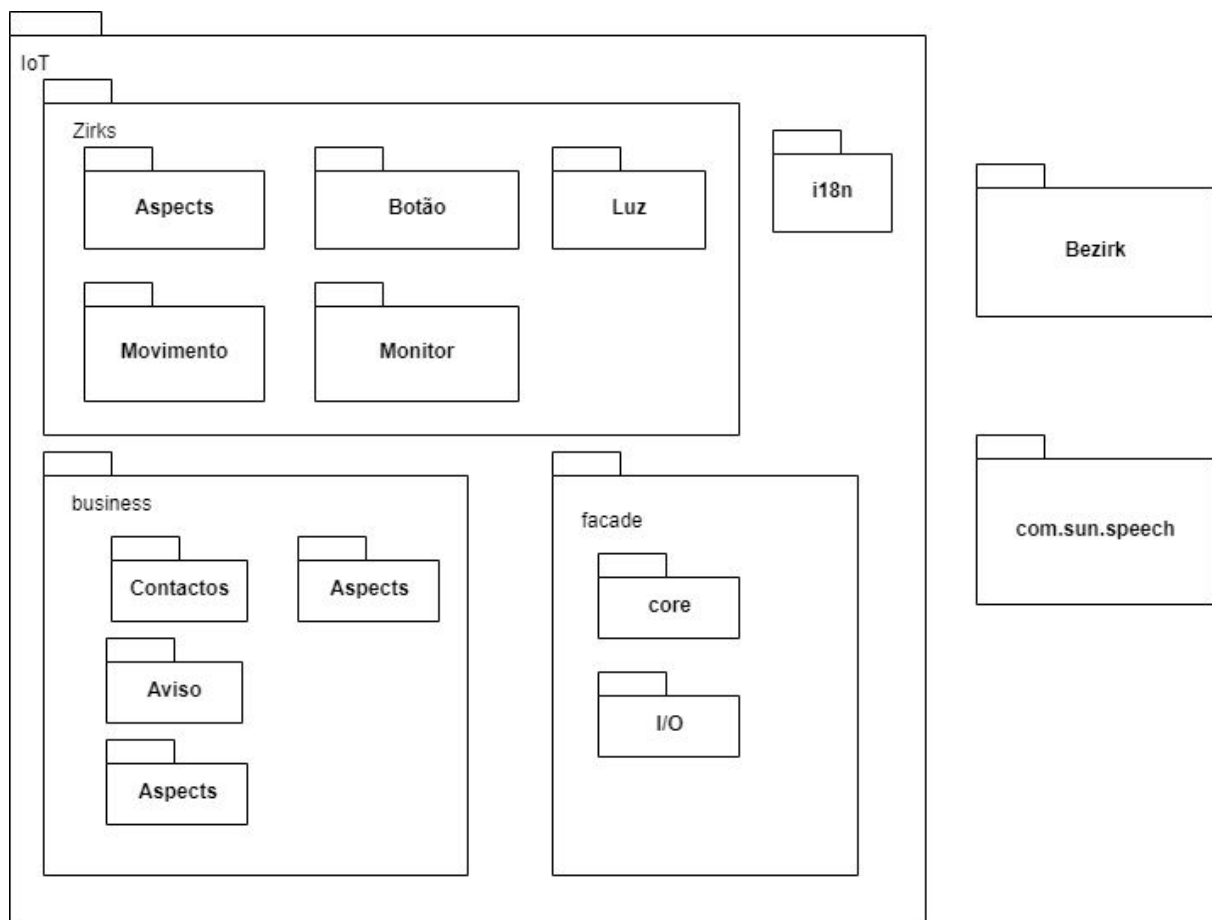 IoT
Zirks
Aspects
Botão
Luz
Movimento
Monitor
i18n
Bezirk
com.sun.speech
business
Contactos
Aspects
Aviso
Aspects
facade
core
I/O